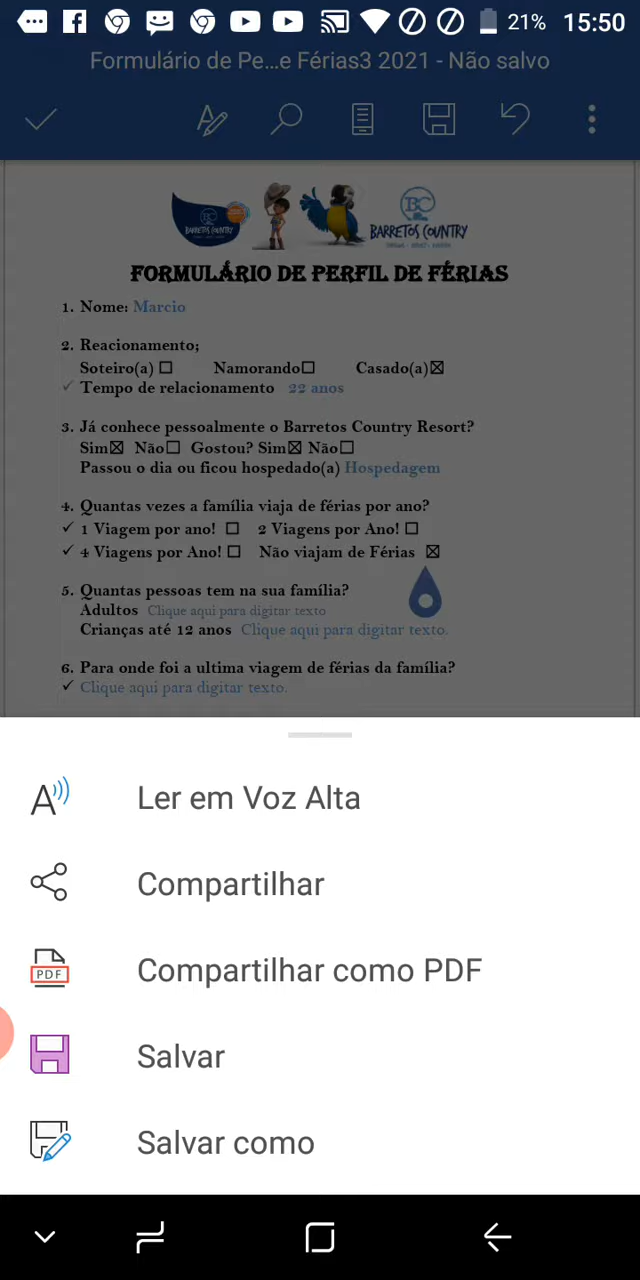 21% 15:50
Formulário de Pe...e Férias3 2021 - Não salvo
BC
BARRETOS COUNTRY
BC
BARRETOS COUNTRY
FORMULÁRIO DE PERFIL DE FÉRIAS
1. Nome: Marcio
2. Reacionamento;
Soteiro(a) ☐ Namorando☐ Casado(a)☒
✓ Tempo de relacionamento 22 anos
3. Já conhece pessoalmente o Barretos Country Resort?
Sim☒ Não☐ Gostou? Sim☒ Não☐
Passou o dia ou ficou hospedado(a) Hospedagem
4. Quantas vezes a família viaja de férias por ano?
✓ 1 Viagem por ano! ☐ 2 Viagens por Ano! ☐
✓ 4 Viagens por Ano! ☐ Não viajam de Férias ☒
5. Quantas pessoas tem na sua família?
Adultos Clique aqui para digitar texto
Crianças até 12 anos Clique aqui para digitar texto.
6. Para onde foi a ultima viagem de férias da família?
✓ Clique aqui para digitar texto.
Ler em Voz Alta
Compartilhar
PDF Compartilhar como PDF
Salvar
Salvar como